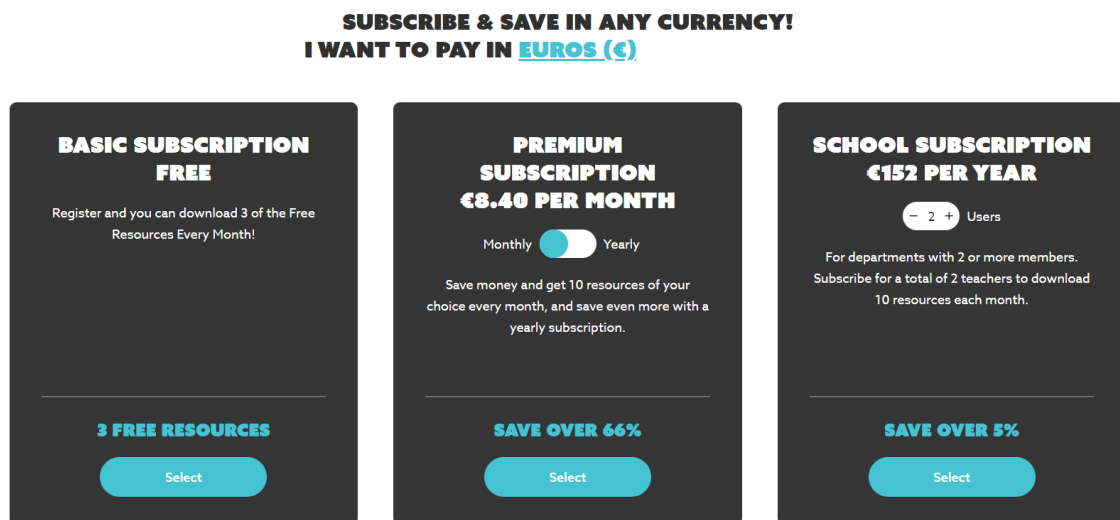 SUBSCRIBE & SAVE IN ANY CURRENCY!
I WANT TO PAY IN EUROS (€)
BASIC SUBSCRIPTION
FREE
Register and you can download 3 of the Free
Resources Every Month!
3 FREE RESOURCES
Select
PREMIUM
SUBSCRIPTION
€8.40 PER MONTH
Monthly Yearly
Save money and get 10 resources of your
choice every month, and save even more with a
yearly subscription.
SAVE OVER 66%
Select
SCHOOL SUBSCRIPTION
€152 PER YEAR
− 2 + Users
For departments with 2 or more members.
Subscribe for a total of 2 teachers to download
10 resources each month.
SAVE OVER 5%
Select